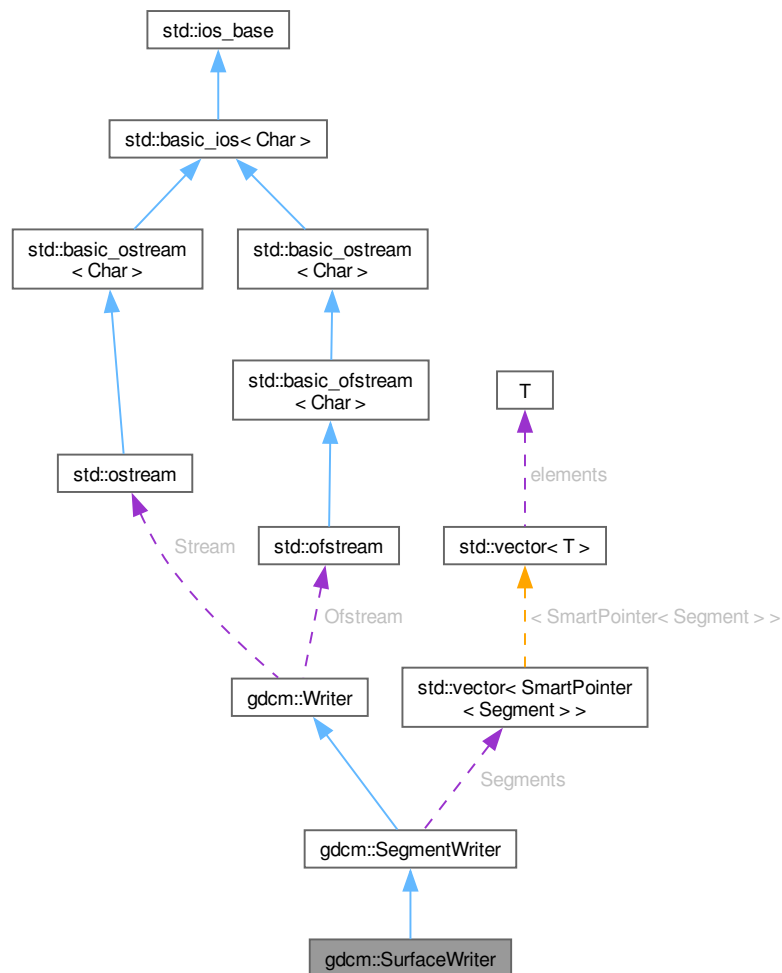 std::ios_base
std::basic_ios< Char >
std::basic_ostream
< Char >
std::basic_ostream
< Char >
std::basic_ofstream
< Char >
T
std::ostream
elements
Stream
std::ofstream
std::vector< T >
Ofstream
< SmartPointer< Segment > >
gdcm::Writer
std::vector< SmartPointer
< Segment > >
Segments
gdcm::SegmentWriter
gdcm::SurfaceWriter